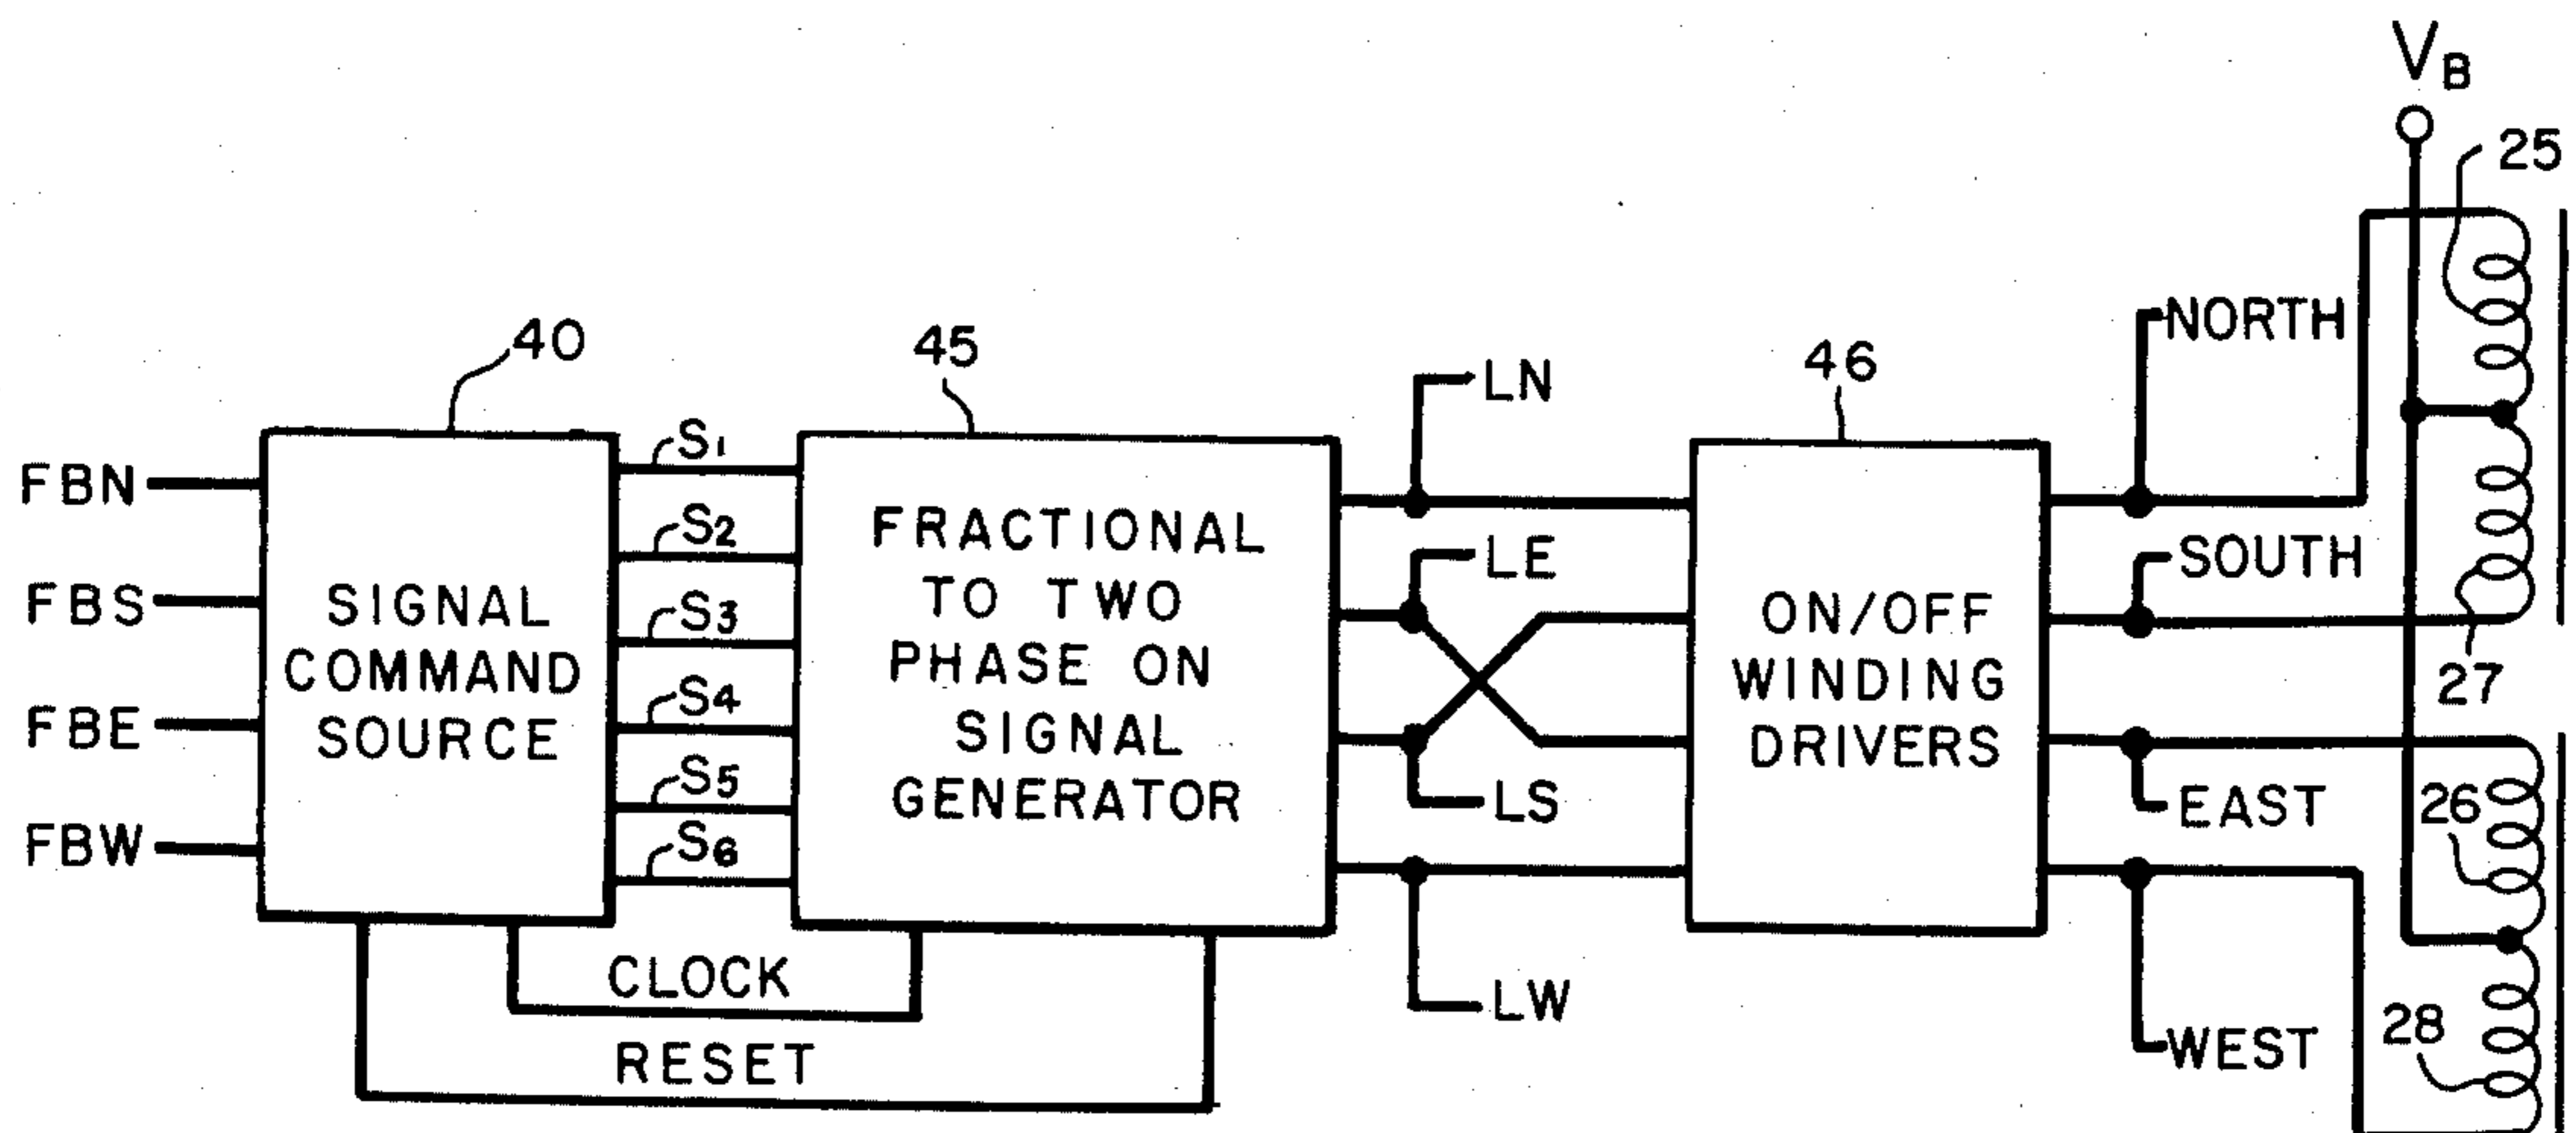 VB
25
NORTH
40
45
LN
46
S1
FBN
S2
FRACTIONAL
TO TWO
PHASE ON
SIGNAL
GENERATOR
LE
SOUTH
FBS
SIGNAL
COMMAND
SOURCE
S3
ON/OFF
WINDING
DRIVERS
27
S4
FBE
S5
LS
EAST
26
FBW
S6
CLOCK
LW
WEST
28
RESET